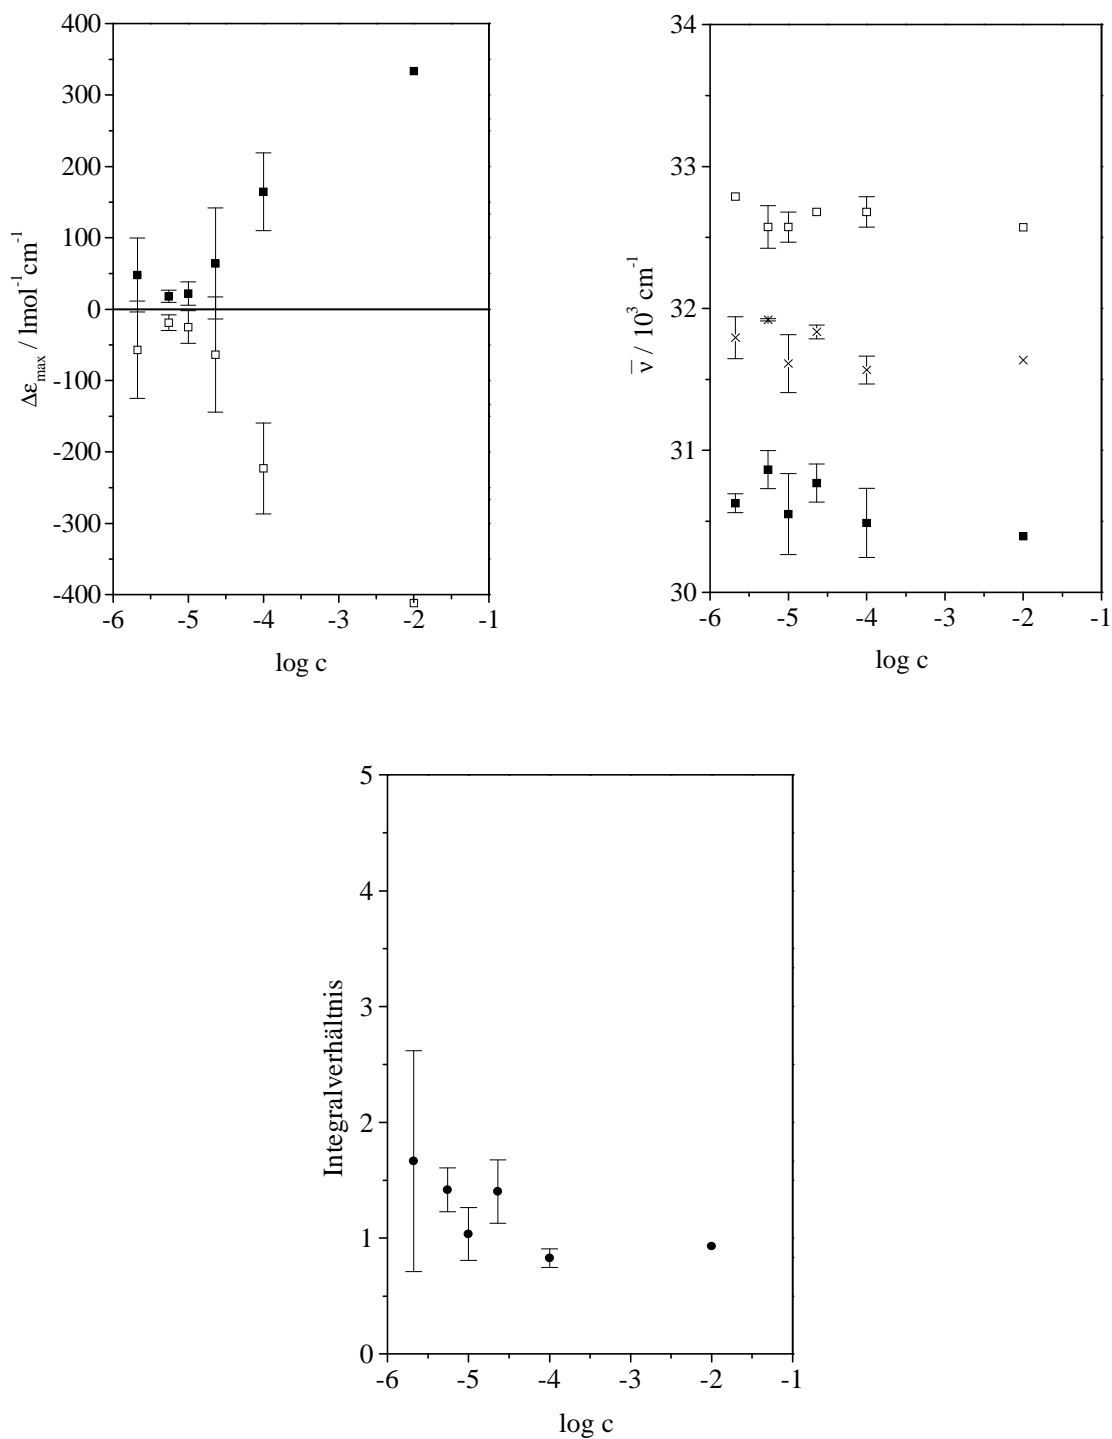 400
300
200
100
0
-100
-200
-300
-400
-6 -5 -4 -3 -2 -1
log c
Δε_max / lmol⁻¹cm⁻¹
34
33
32
31
30
-6 -5 -4 -3 -2 -1
log c
ν̅ / 10³ cm⁻¹
5
4
3
2
1
0
-6 -5 -4 -3 -2 -1
log c
Integralverhältnis